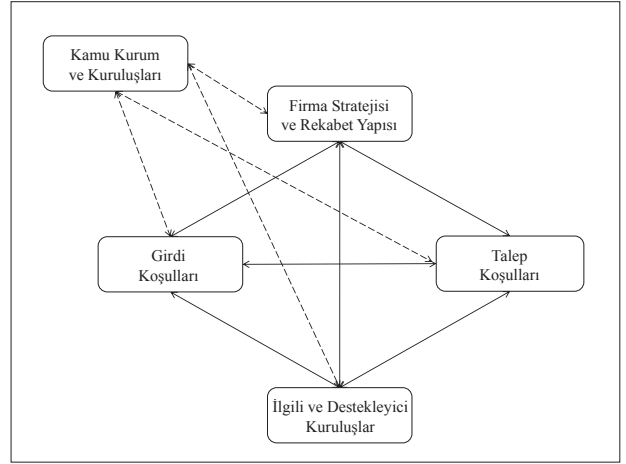 Kamu Kurum
ve Kuruluşları
Firma Stratejisi
ve Rekabet Yapısı
Girdi
Koşulları
Talep
Koşulları
İlgili ve Destekleyici
Kuruluşlar